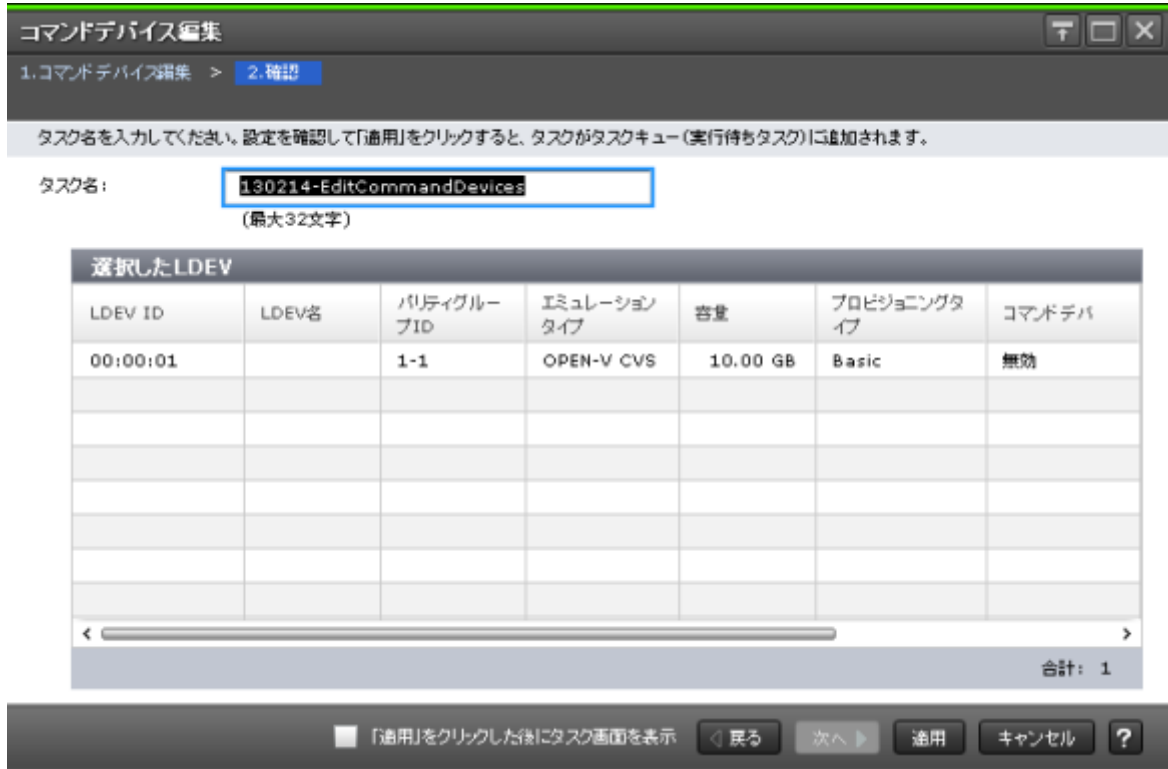 コマンドデバイス編集
1.コマンドデバイス編集 > 2.確認
タスク名を入力してください。設定を確認して「適用」をクリックすると、タスクがタスクキュー(実行待ちタスク)に追加されます。
タスク名: 130214-EditCommandDevices
(最大32文字)
選択したLDEV
LDEV ID LDEV名 パリティグループID エミュレーションタイプ 容量 プロビジョニングタイプ コマンドデバ
00:00:01 1-1 OPEN-V CVS 10.00 GB Basic 無効
合計: 1
「適用」をクリックした後にタスク画面を表示 戻る 次へ 適用 キャンセル ?